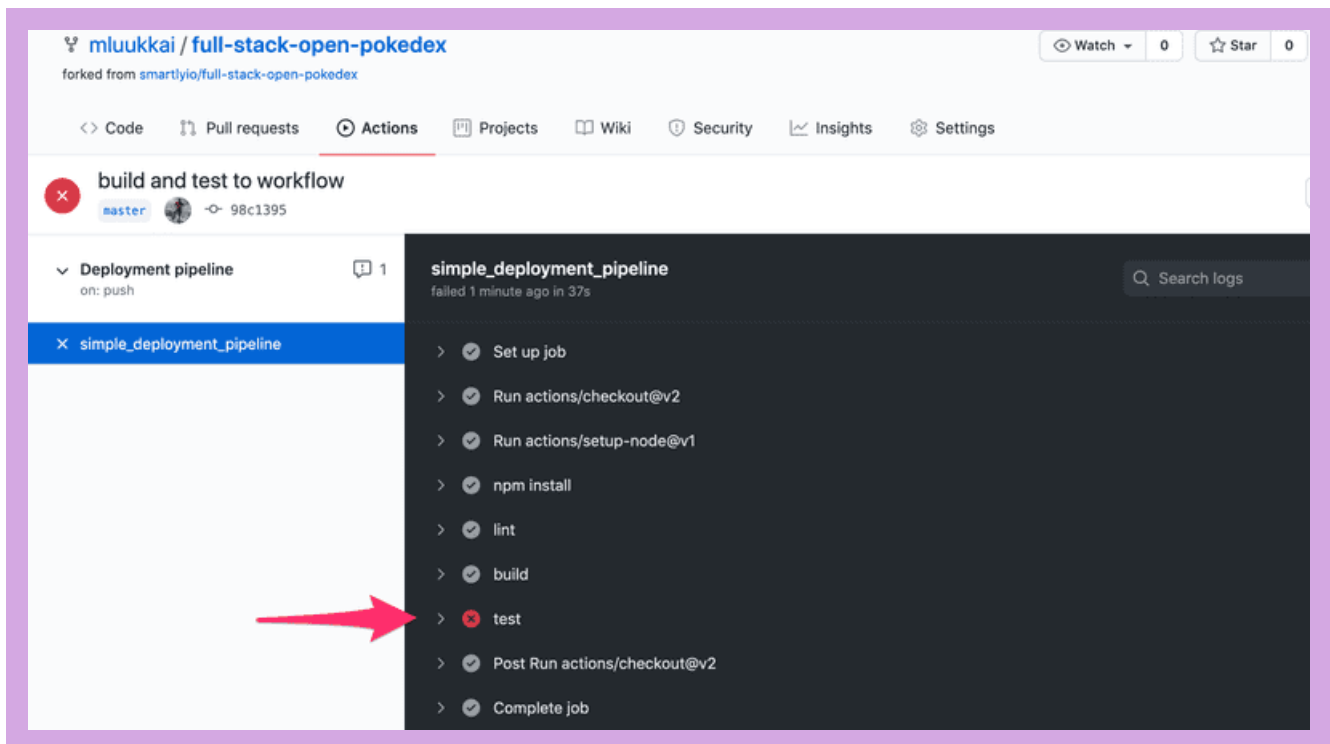 mluukkai / full-stack-open-pokedex
Watch 0 Star 0
forked from smartlyio/full-stack-open-pokedex
<> Code Pull requests Actions Projects Wiki Security Insights Settings
build and test to workflow
master 98c1395
Deployment pipeline 1
on: push
simple_deployment_pipeline
simple_deployment_pipeline
failed 1 minute ago in 37s
Search logs
Set up job
Run actions/checkout@v2
Run actions/setup-node@v1
npm install
lint
build
test
Post Run actions/checkout@v2
Complete job